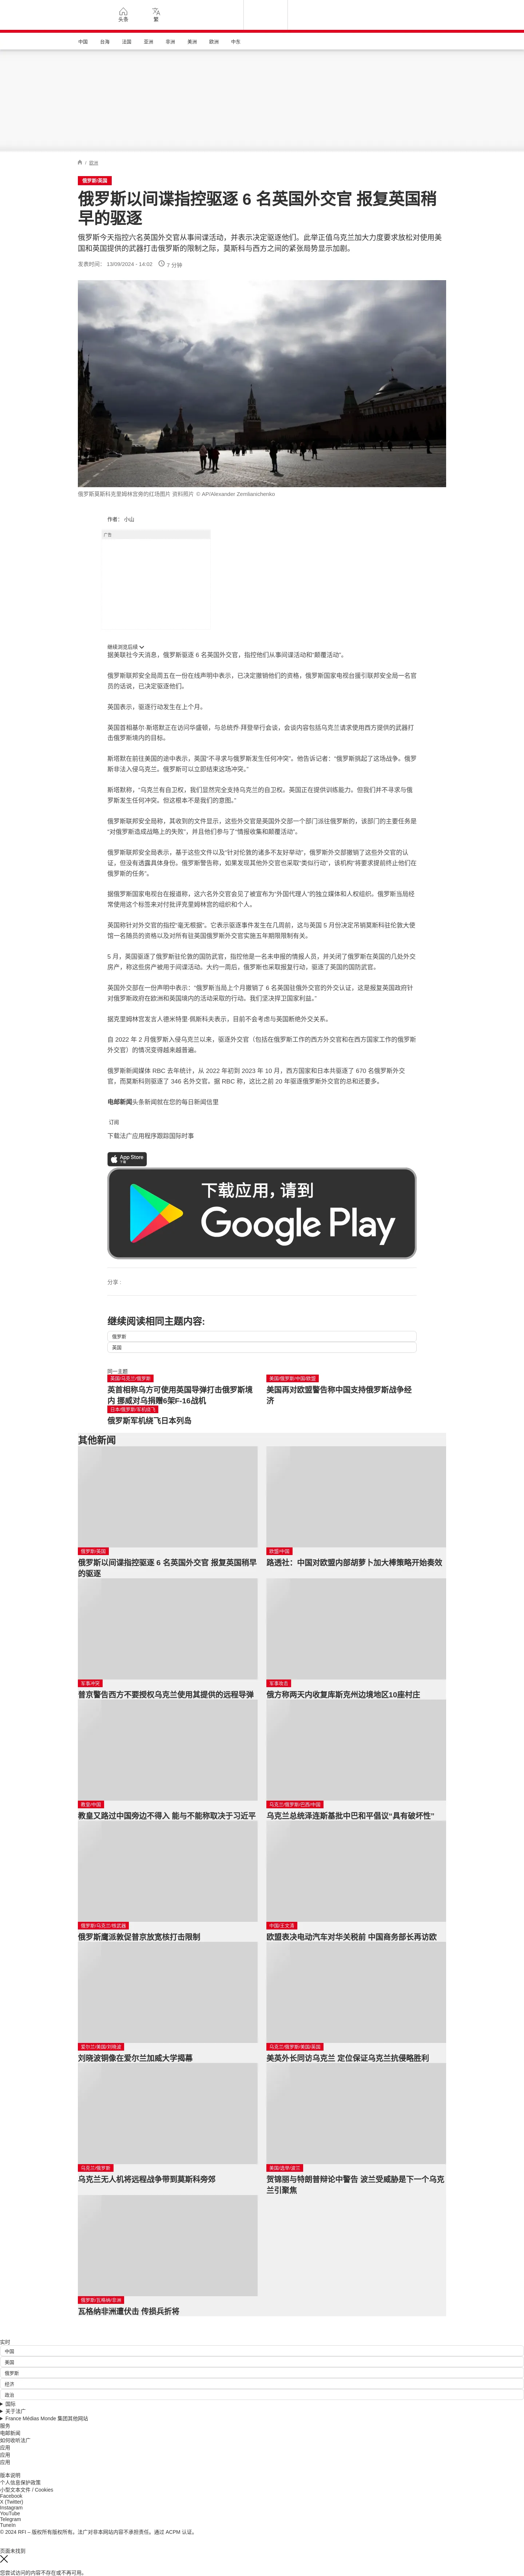 头条
繁
中国
台海
法国
亚洲
非洲
美洲
欧洲
中东
/ 欧洲
俄罗斯/英国
俄罗斯以间谍指控驱逐 6 名英国外交官 报复英国稍
早的驱逐
俄罗斯今天指控六名英国外交官从事间谍活动，并表示决定驱逐他们。此举正值乌克兰加大力度要求放松对使用美
国和英国提供的武器打击俄罗斯的限制之际，莫斯科与西方之间的紧张局势显示加剧。
发表时间： 13/09/2024 - 14:02 7 分钟
俄罗斯莫斯科克里姆林宫旁的红场图片 资料照片 © AP/Alexander Zemlianichenko
作者： 小山
广告
继续浏览后续
据美联社今天消息，俄罗斯驱逐 6 名英国外交官，指控他们从事间谍活动和“颠覆活动”。
俄罗斯联邦安全局周五在一份在线声明中表示，已决定撤销他们的资格，俄罗斯国家电视台援引联邦安全局一名官
员的话说，已决定驱逐他们。
英国表示，驱逐行动发生在上个月。
英国首相基尔·斯塔默正在访问华盛顿，与总统乔·拜登举行会谈，会谈内容包括乌克兰请求使用西方提供的武器打
击俄罗斯境内的目标。
斯塔默在前往美国的途中表示，英国“不寻求与俄罗斯发生任何冲突”。他告诉记者：“俄罗斯挑起了这场战争。俄罗
斯非法入侵乌克兰。俄罗斯可以立即结束这场冲突。”
斯塔默称，“乌克兰有自卫权，我们显然完全支持乌克兰的自卫权。英国正在提供训练能力。但我们并不寻求与俄
罗斯发生任何冲突。但这根本不是我们的意图。”
俄罗斯联邦安全局称，其收到的文件显示，这些外交官是英国外交部一个部门派往俄罗斯的，该部门的主要任务是
“对俄罗斯造成战略上的失败”，并且他们参与了“情报收集和颠覆活动”。
俄罗斯联邦安全局表示，基于这些文件以及“针对伦敦的诸多不友好举动”，俄罗斯外交部撤销了这些外交官的认
证，但没有透露具体身份。俄罗斯警告称，如果发现其他外交官也采取“类似行动”，该机构“将要求提前终止他们在
俄罗斯的任务”。
据俄罗斯国家电视台在报道称，这六名外交官会见了被宣布为“外国代理人”的独立媒体和人权组织。俄罗斯当局经
常使用这个标签来对付批评克里姆林宫的组织和个人。
英国称针对外交官的指控“毫无根据”。它表示驱逐事件发生在几周前，这与英国 5 月份决定吊销莫斯科驻伦敦大使
馆一名随员的资格以及对所有驻英国俄罗斯外交官实施五年期限限制有关。
5 月，英国驱逐了俄罗斯驻伦敦的国防武官，指控他是一名未申报的情报人员，并关闭了俄罗斯在英国的几处外交
房产，称这些房产被用于间谍活动。大约一周后，俄罗斯也采取报复行动，驱逐了英国的国防武官。
英国外交部在一份声明中表示：“俄罗斯当局上个月撤销了 6 名英国驻俄外交官的外交认证，这是报复英国政府针
对俄罗斯政府在欧洲和英国境内的活动采取的行动。我们坚决捍卫国家利益。”
据克里姆林宫发言人德米特里·佩斯科夫表示，目前不会考虑与英国断绝外交关系。
自 2022 年 2 月俄罗斯入侵乌克兰以来，驱逐外交官（包括在俄罗斯工作的西方外交官和在西方国家工作的俄罗斯
外交官）的情况变得越来越普遍。
俄罗斯新闻媒体 RBC 去年统计，从 2022 年初到 2023 年 10 月，西方国家和日本共驱逐了 670 名俄罗斯外交
官，而莫斯科则驱逐了 346 名外交官。据 RBC 称，这比之前 20 年驱逐俄罗斯外交官的总和还要多。
电邮新闻头条新闻就在您的每日新闻信里
订阅
下载法广应用程序跟踪国际时事
App Store
下载应用，请到
Google Play
分享 :
继续阅读相同主题内容:
俄罗斯
英国
同一主题
英国/乌克兰/俄罗斯
英首相称乌方可使用英国导弹打击俄罗斯境
内 挪威对乌捐赠6架F-16战机
美国/俄罗斯/中国/欧盟
美国再对欧盟警告称中国支持俄罗斯战争经
济
日本/俄罗斯/军机绕飞
俄罗斯军机绕飞日本列岛
其他新闻
俄罗斯/英国
俄罗斯以间谍指控驱逐 6 名英国外交官 报复英国稍早
的驱逐
欧盟/中国
路透社：中国对欧盟内部胡萝卜加大棒策略开始奏效
军事冲突
普京警告西方不要授权乌克兰使用其提供的远程导弹
军事攻击
俄方称两天内收复库斯克州边境地区10座村庄
教皇/中国
教皇又路过中国旁边不得入 能与不能称取决于习近平
乌克兰/俄罗斯/巴西/中国
乌克兰总统泽连斯基批中巴和平倡议“具有破坏性”
俄罗斯/乌克兰/核武器
俄罗斯鹰派敦促普京放宽核打击限制
中国/王文涛
欧盟表决电动汽车对华关税前 中国商务部长再访欧
爱尔兰/美国/刘晓波
刘晓波铜像在爱尔兰加威大学揭幕
乌克兰/俄罗斯/美国/英国
美英外长同访乌克兰 定位保证乌克兰抗侵略胜利
乌克兰/俄罗斯
乌克兰无人机将远程战争带到莫斯科旁郊
美国/选举/波兰
贺锦丽与特朗普辩论中警告 波兰受威胁是下一个乌克
兰引聚焦
俄罗斯/瓦格纳/非洲
瓦格纳非洲遭伏击 传损兵折将
实时
中国
美国
俄罗斯
经济
政治
国际
关于法广
France Médias Monde 集团其他网站
服务
电邮新闻
如何收听法广
应用
应用
应用
版本说明
个人信息保护政策
小型文本文件 / Cookies
Facebook
X (Twitter)
Instagram
YouTube
Telegram
TuneIn
© 2024 RFI – 版权所有版权所有。法广对非本网站内容不承担责任。通过 ACPM 认证。
页面未找到
您尝试访问的内容不存在或不再可用。